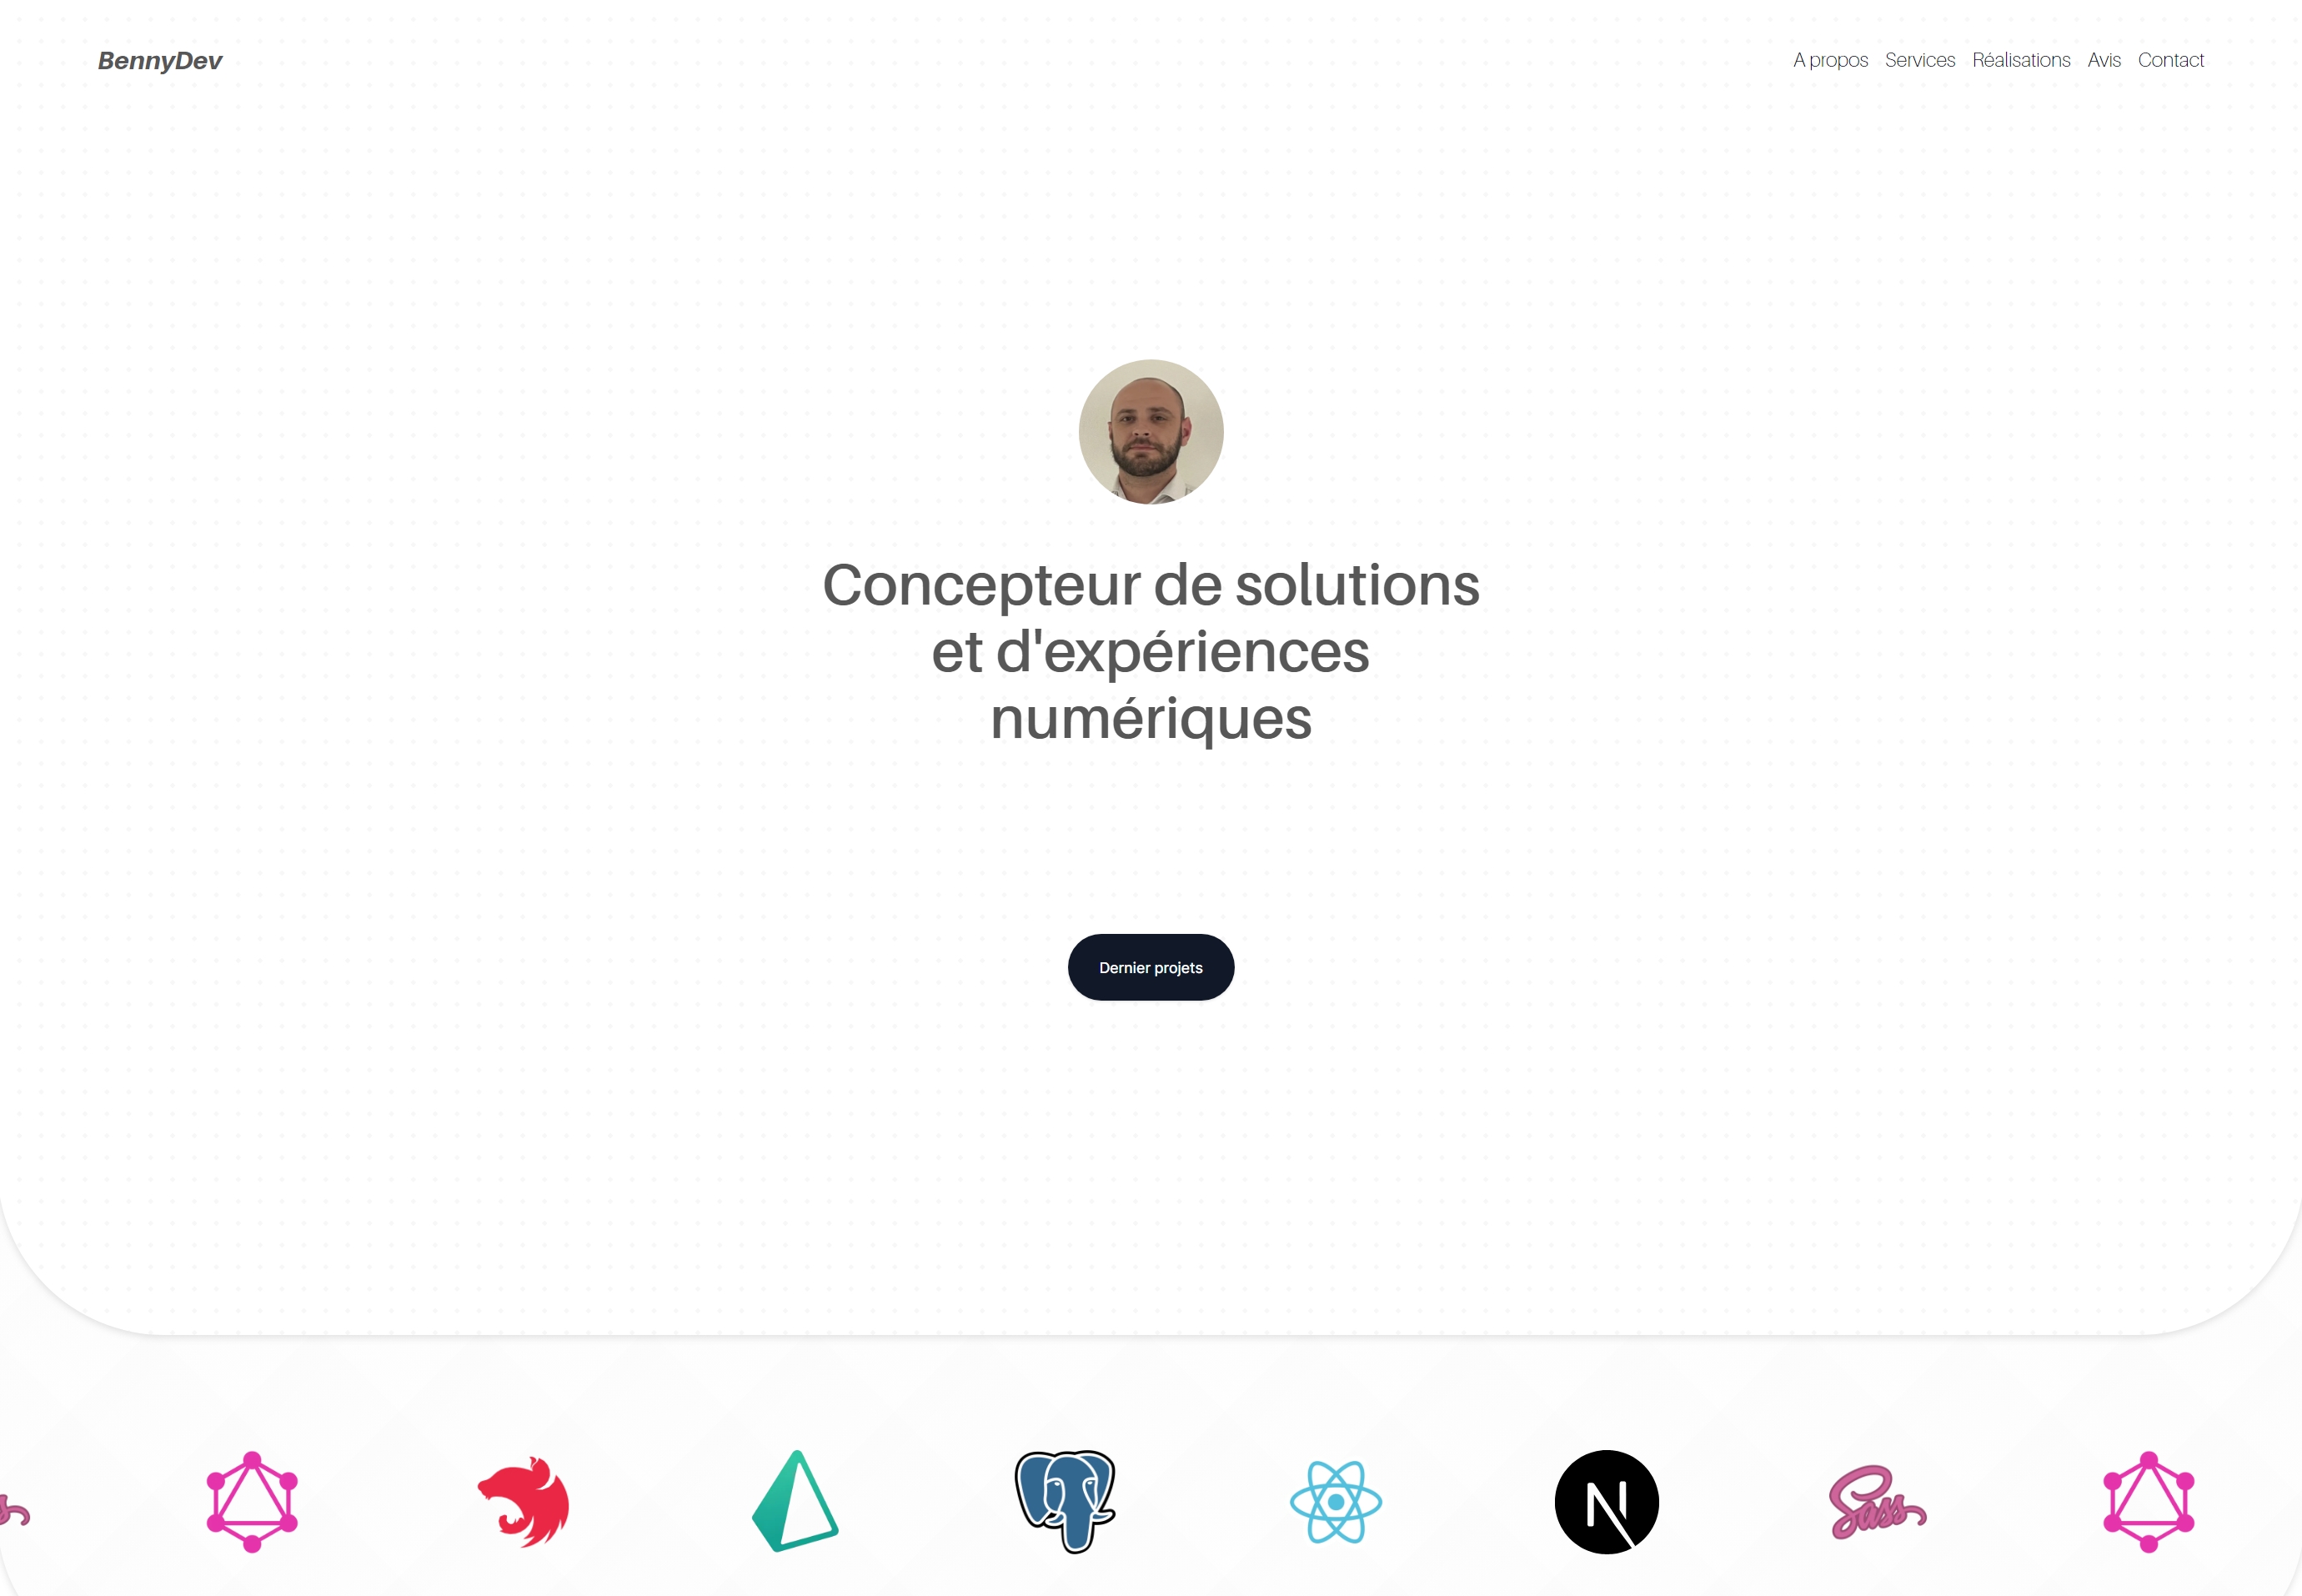 BennyDev
A propos Services Réalisations Avis Contact
Concepteur de solutions
et d'expériences
numériques
Dernier projets
N
Sass